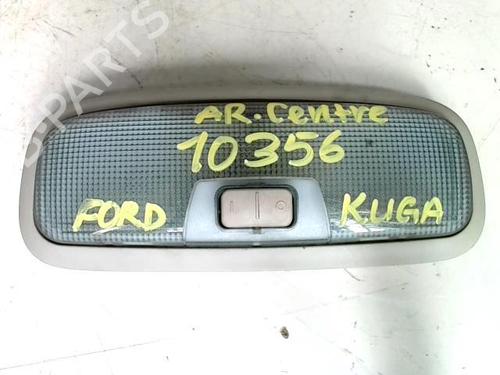 B-PARTS
AR. Centre
10356
FORD KUGA